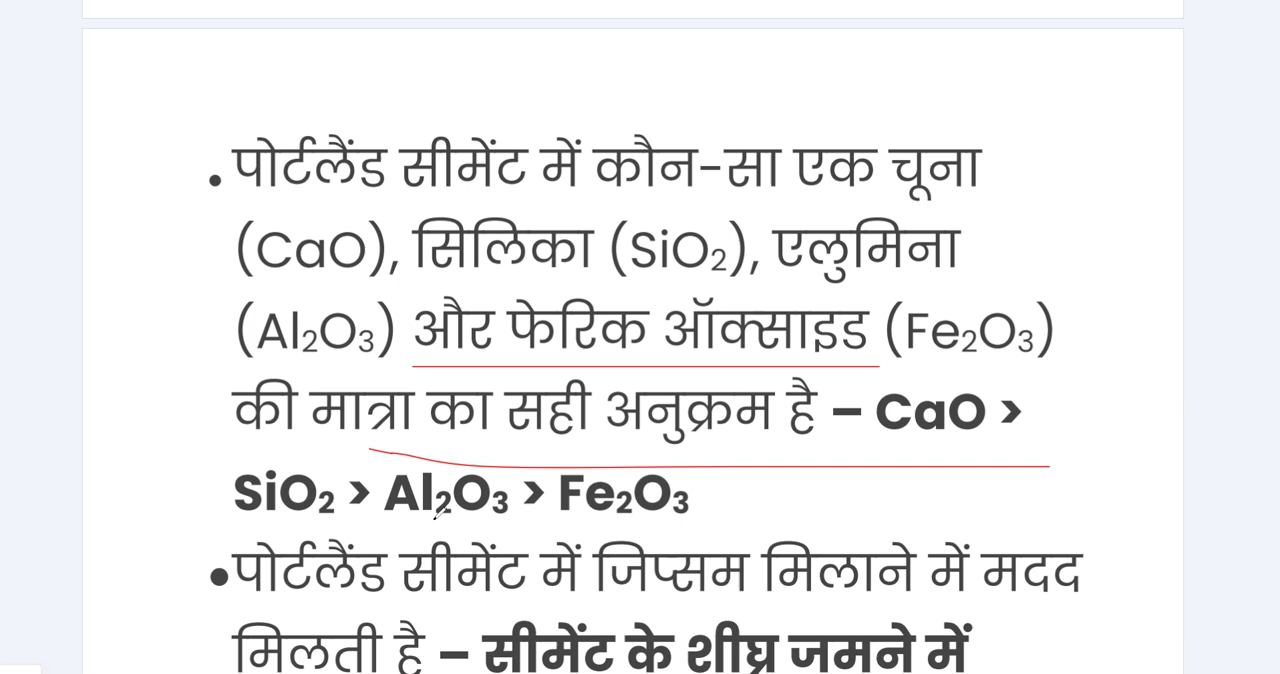 • पोर्टलैंड सीमेंट में कौन-सा एक चूना
(CaO), सिलिका (SiO₂), एलुमिना
(Al₂O₃) और फेरिक ऑक्साइड (Fe₂O₃)
की मात्रा का सही अनुक्रम है – CaO >
SiO₂ > Al₂O₃ > Fe₂O₃
• पोर्टलैंड सीमेंट में जिप्सम मिलाने में मदद
मिलती है – सीमेंट के शीघ्र जमने में